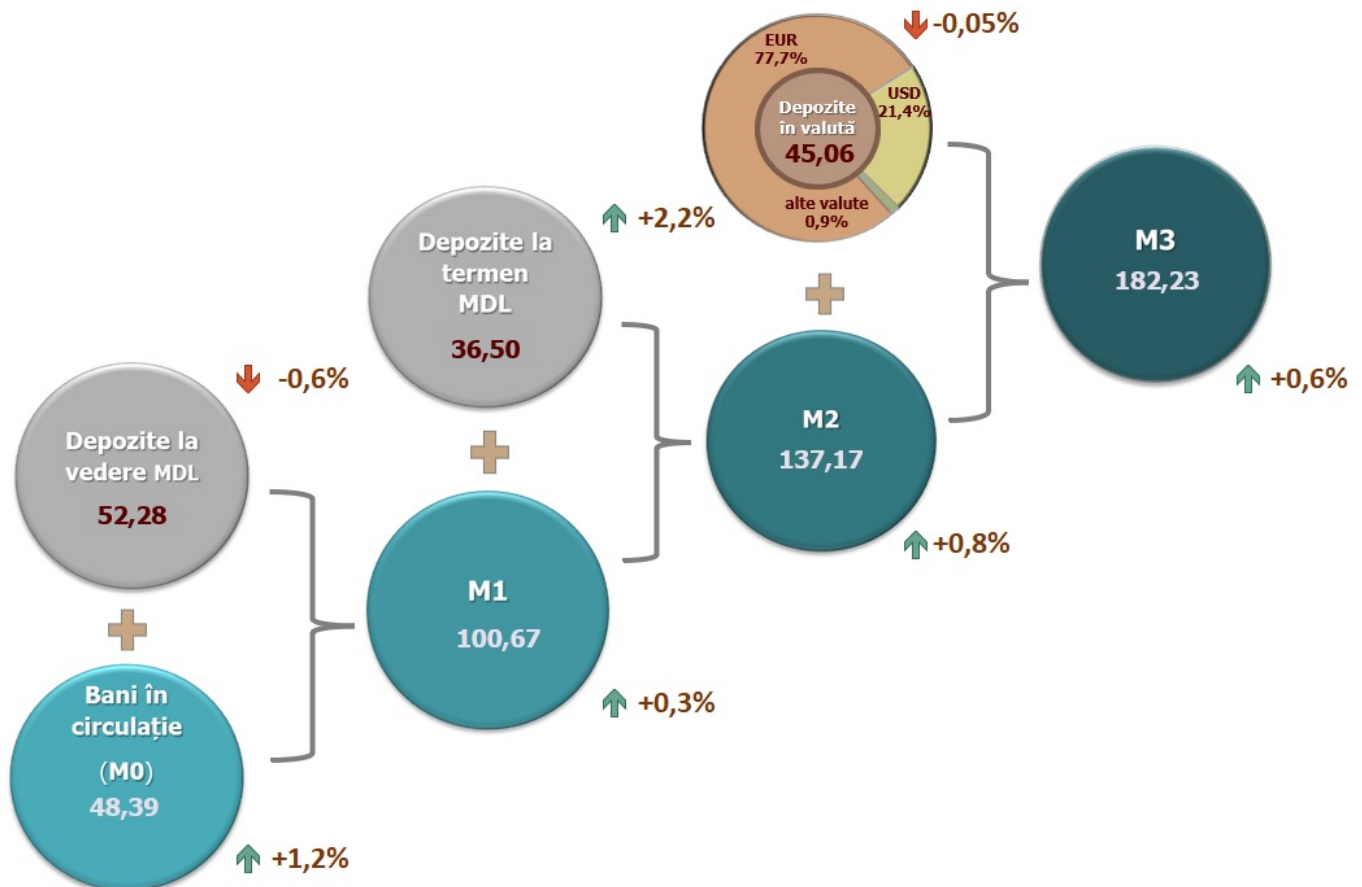 EUR
77,7%
-0,05%
USD
21,4%
Depozite
în valută
45,06
alte valute
0,9%
M3
182,23
+0,6%
Depozite la
termen
MDL
36,50
+2,2%
M2
137,17
+0,8%
Depozite la
vedere MDL
52,28
-0,6%
M1
100,67
+0,3%
Bani în
circulație
(M0)
48,39
+1,2%